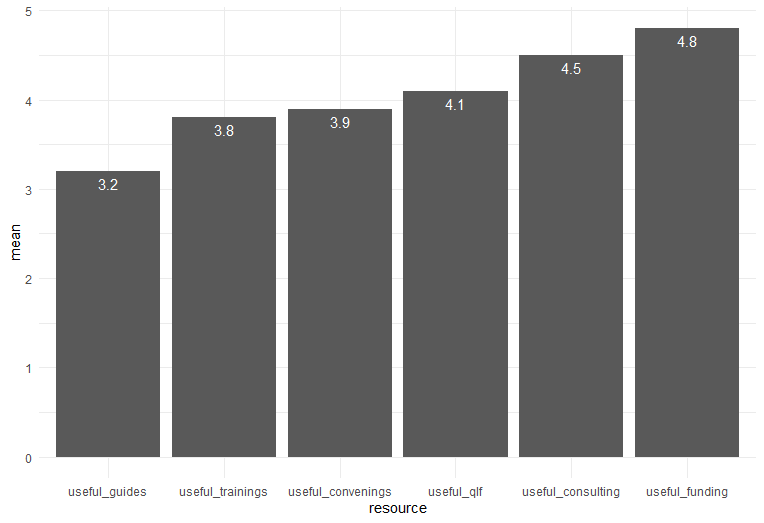 5
4
3
2
1
0
mean
3.2
3.8
3.9
4.1
4.5
4.8
useful_guides
useful_trainings
useful_convenings
useful_qlf
useful_consulting
useful_funding
resource